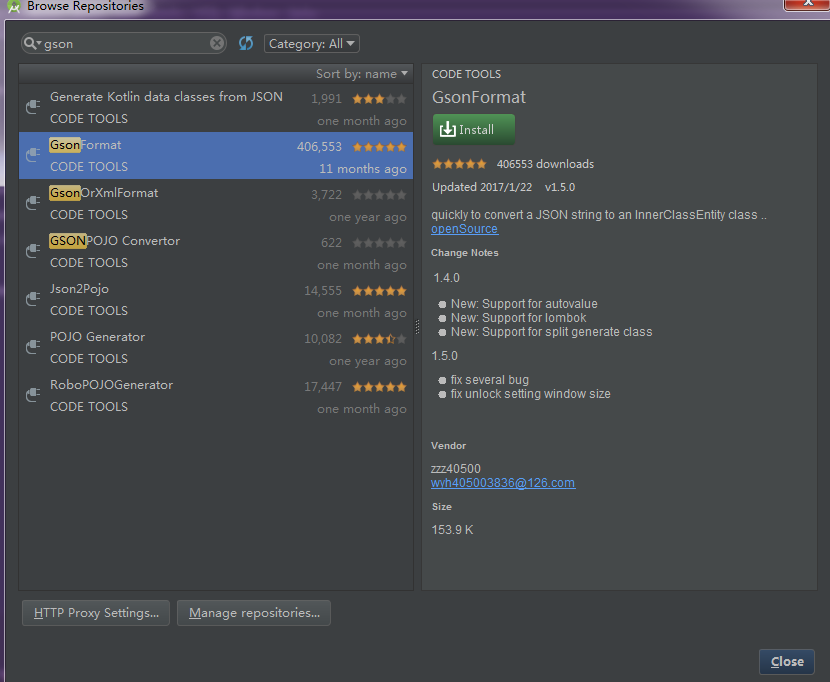 Browse Repositories
gson
Category: All
Sort by: name
Generate Kotlin data classes from JSON 1,991
CODE TOOLS one month ago
GsonFormat 406,553
CODE TOOLS 11 months ago
GsonOrXmlFormat 3,722
CODE TOOLS one year ago
GSONPOJO Convertor 622
CODE TOOLS one month ago
Json2Pojo 14,555
CODE TOOLS one month ago
POJO Generator 10,082
CODE TOOLS one year ago
RoboPOJOGenerator 17,447
CODE TOOLS one month ago
CODE TOOLS
GsonFormat
Install
406553 downloads
Updated 2017/1/22 v1.5.0
quickly to convert a JSON string to an InnerClassEntity class ..
openSource
Change Notes
1.4.0
New: Support for autovalue
New: Support for lombok
New: Support for split generate class
1.5.0
fix several bug
fix unlock setting window size
Vendor
zzz40500
wyh405003836@126.com
Size
153.9 K
HTTP Proxy Settings... Manage repositories...
Close